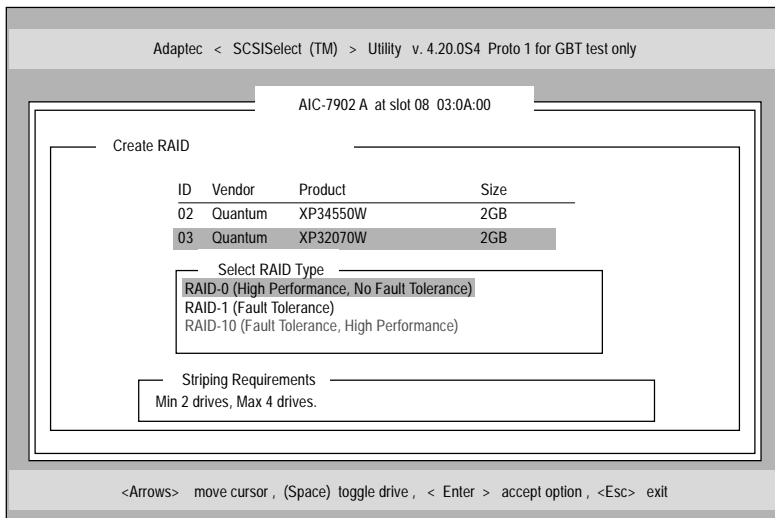 Adaptec < SCSISelect (TM) > Utility v. 4.20.0S4 Proto 1 for GBT test only
AIC-7902 A at slot 08 03:0A:00
Create RAID
ID Vendor Product Size
02 Quantum XP34550W 2GB
03 Quantum XP32070W 2GB
Select RAID Type
RAID-0 (High Performance, No Fault Tolerance)
RAID-1 (Fault Tolerance)
RAID-10 (Fault Tolerance, High Performance)
Striping Requirements
Min 2 drives, Max 4 drives.
<Arrows> move cursor , (Space) toggle drive , < Enter > accept option , <Esc> exit